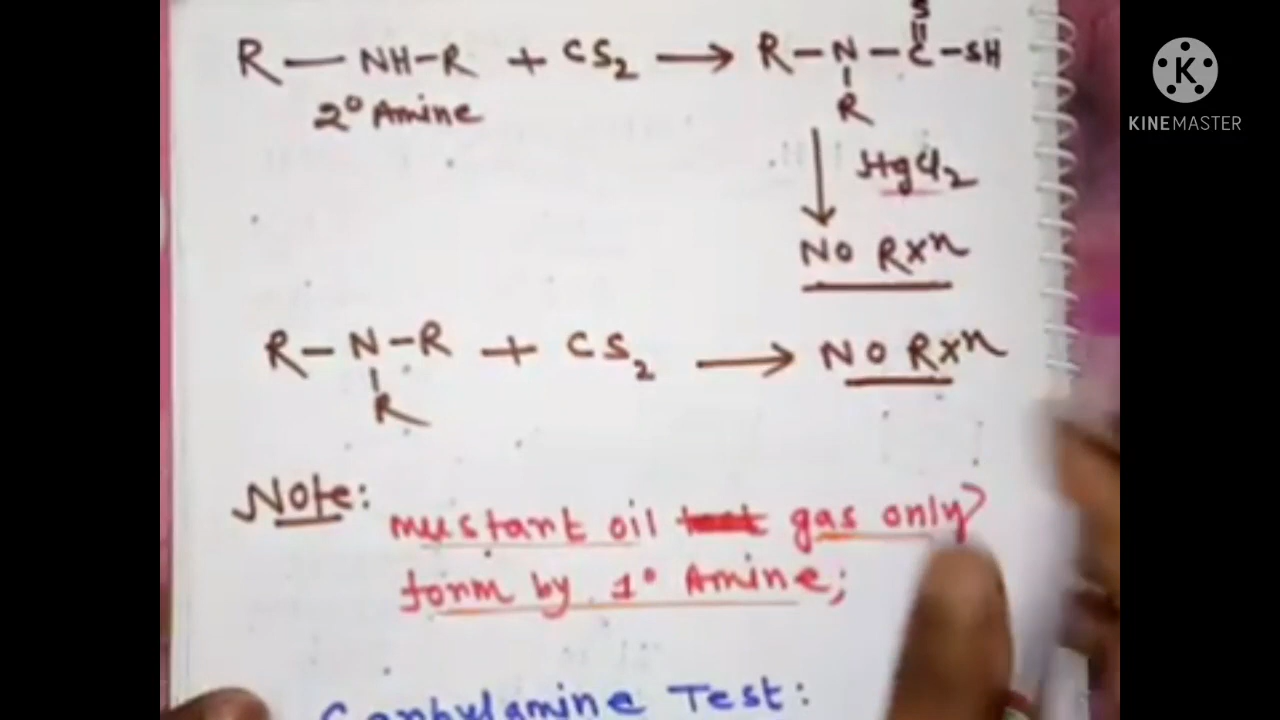 S
R — NH-R + CS2 → R-N-C-SH
2° Amine
R
HgCl2
NO Rxn
R-N-R + CS2 → NO Rxn
R
Note:
mustant oil gas only
form by 1° Amine;
Carbylamine Test:
K
KINEMASTER